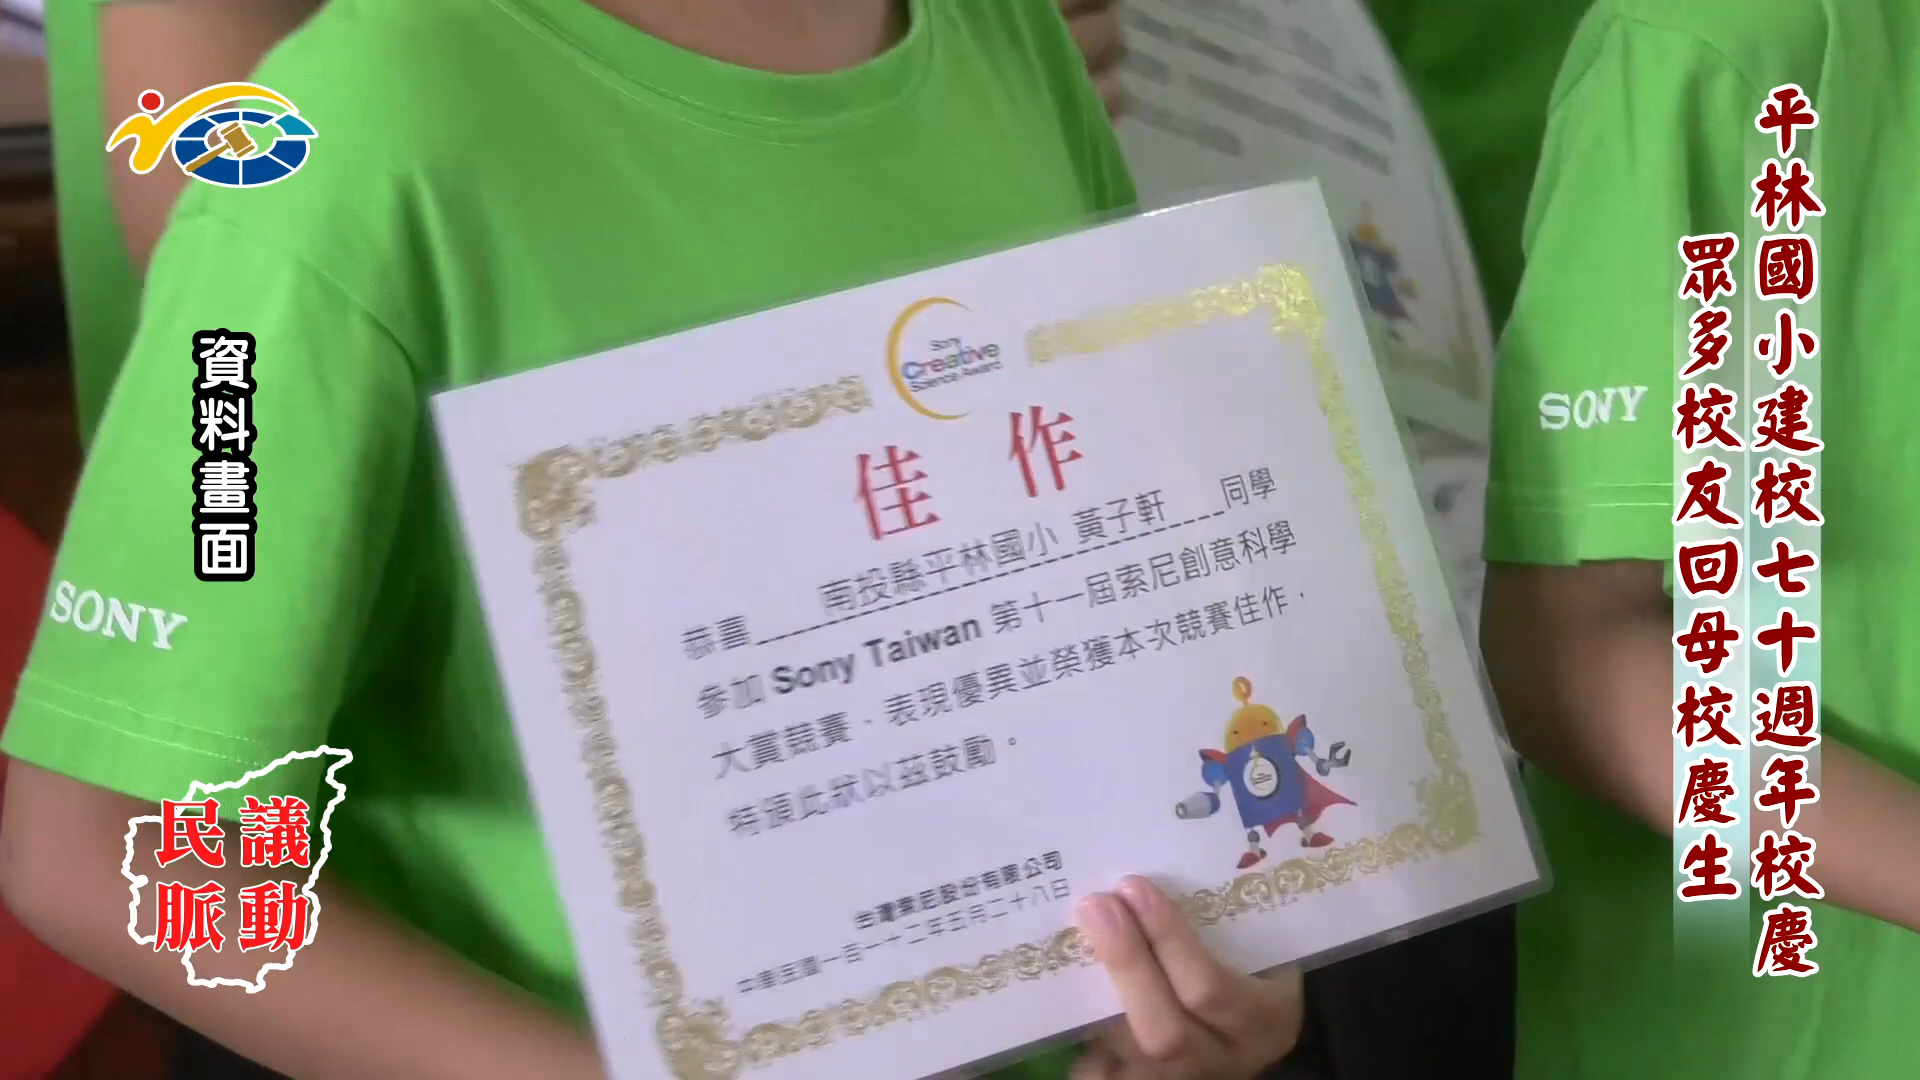 平林國小建校七十週年校慶
眾多校友回母校慶生
資料畫面
民議
脈動
SONY
SONY
Sony
Creative
Science Award
佳作
恭喜 南投縣平林國小 黃子軒 同學
參加 Sony Taiwan 第十一屆索尼創意科學
大賞競賽，表現優異並榮獲本次競賽佳作，
特頒此狀以茲鼓勵。
台灣索尼股份有限公司
中華民國一百一十二年五月二十八日